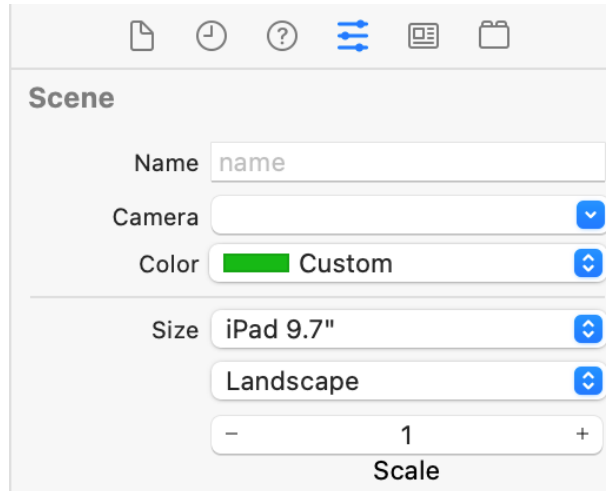 Scene
Name name
Camera
Color Custom
Size iPad 9.7"
Landscape
− 1 +
Scale